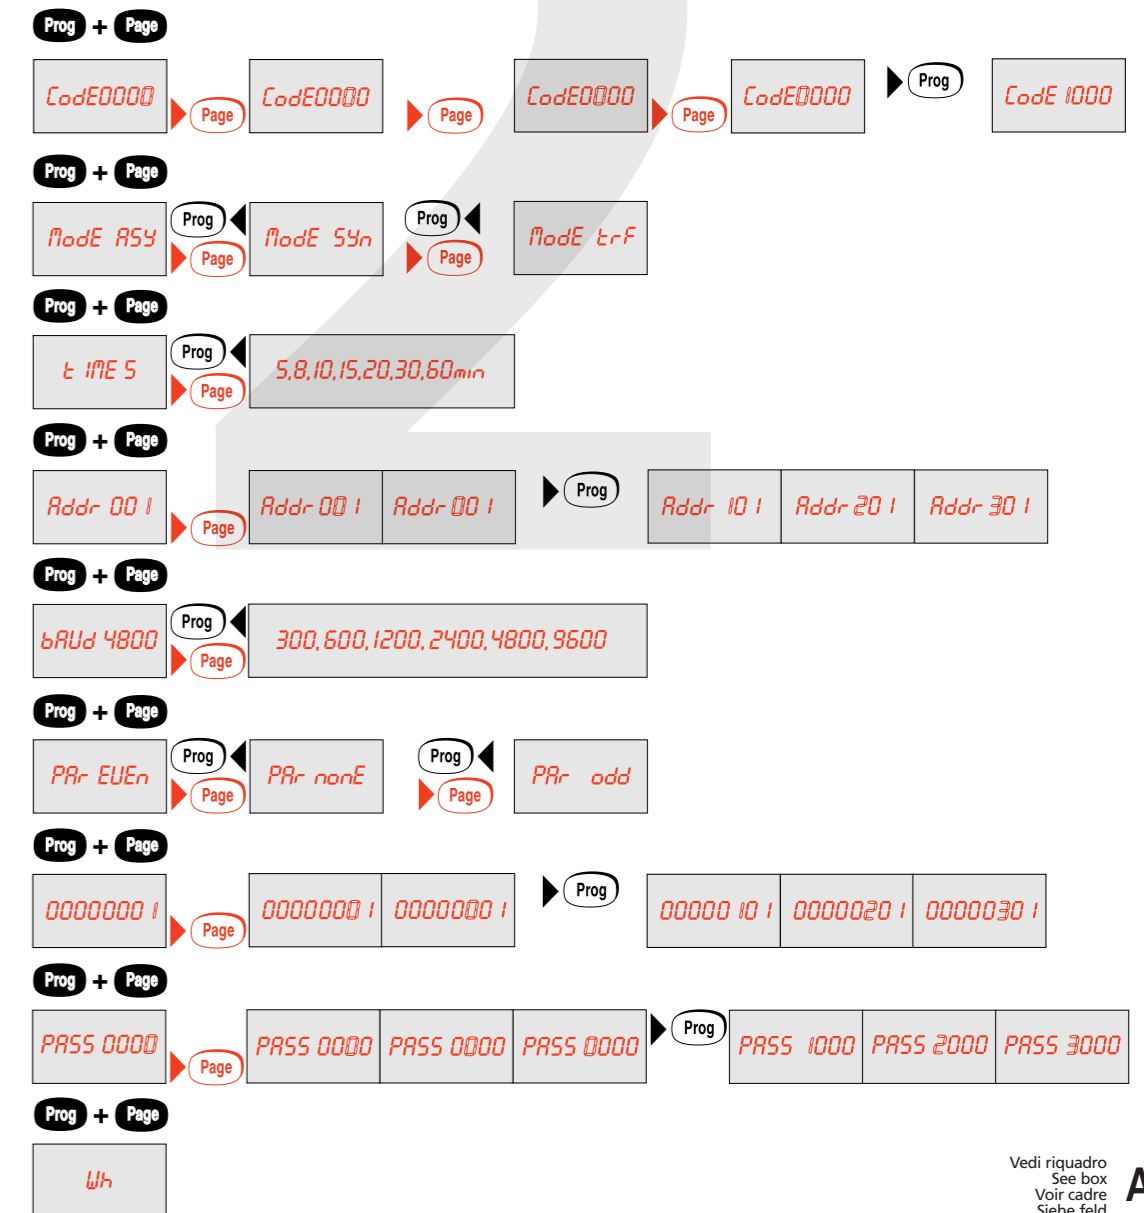 Prog + Page
CodE0000 Page CodE0000 Page CodE0000 Page CodE0000 Prog CodE 1000
Prog + Page
ModE ASY Prog Page ModE SYn Prog Page ModE trF
Prog + Page
t IME 5 Prog Page 5,8,10,15,20,30,60min
Prog + Page
Addr 001 Page Addr 001 Addr 001 Prog Addr 101 Addr 201 Addr 301
Prog + Page
bAUd 4800 Prog Page 300,600,1200,2400,4800,9600
Prog + Page
PAr EVEn Prog Page PAr nonE Prog Page PAr odd
Prog + Page
00000001 Page 00000001 00000001 Prog 00000101 00000201 00000301
Prog + Page
PASS 0000 Page PASS 0000 PASS 0000 PASS 0000 Prog PASS 1000 PASS 2000 PASS 3000
Prog + Page
Wh
Vedi riquadro
See box
Voir cadre
Siehe feld
A
2